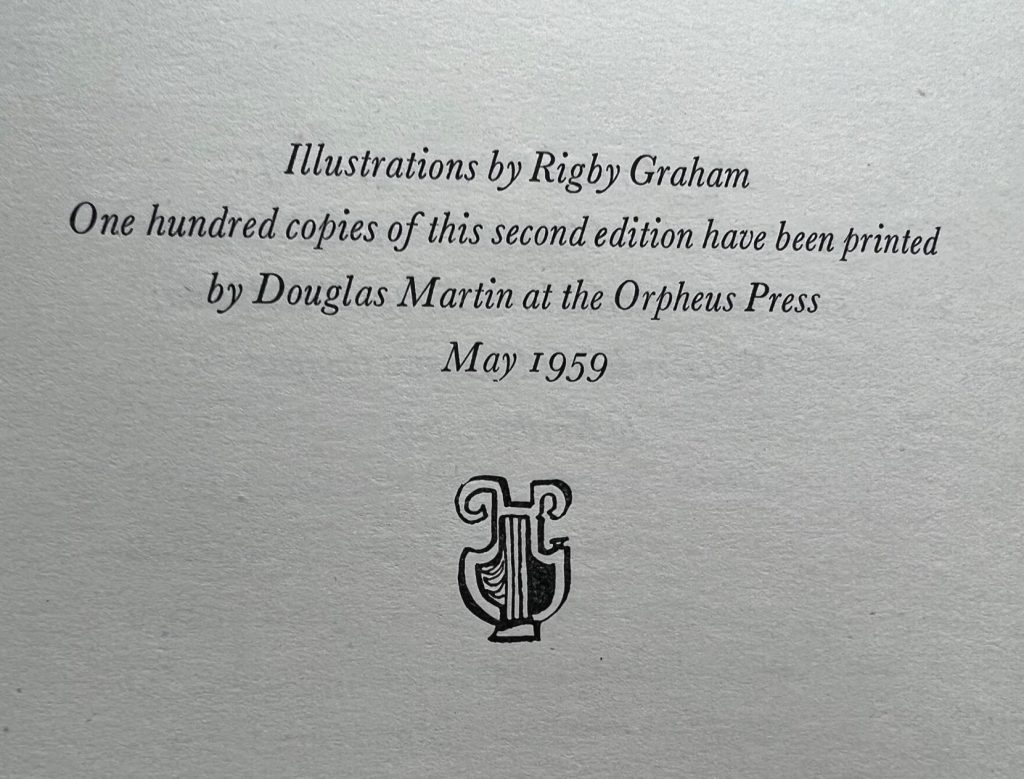 Illustrations by Rigby Graham
One hundred copies of this second edition have been printed
by Douglas Martin at the Orpheus Press
May 1959